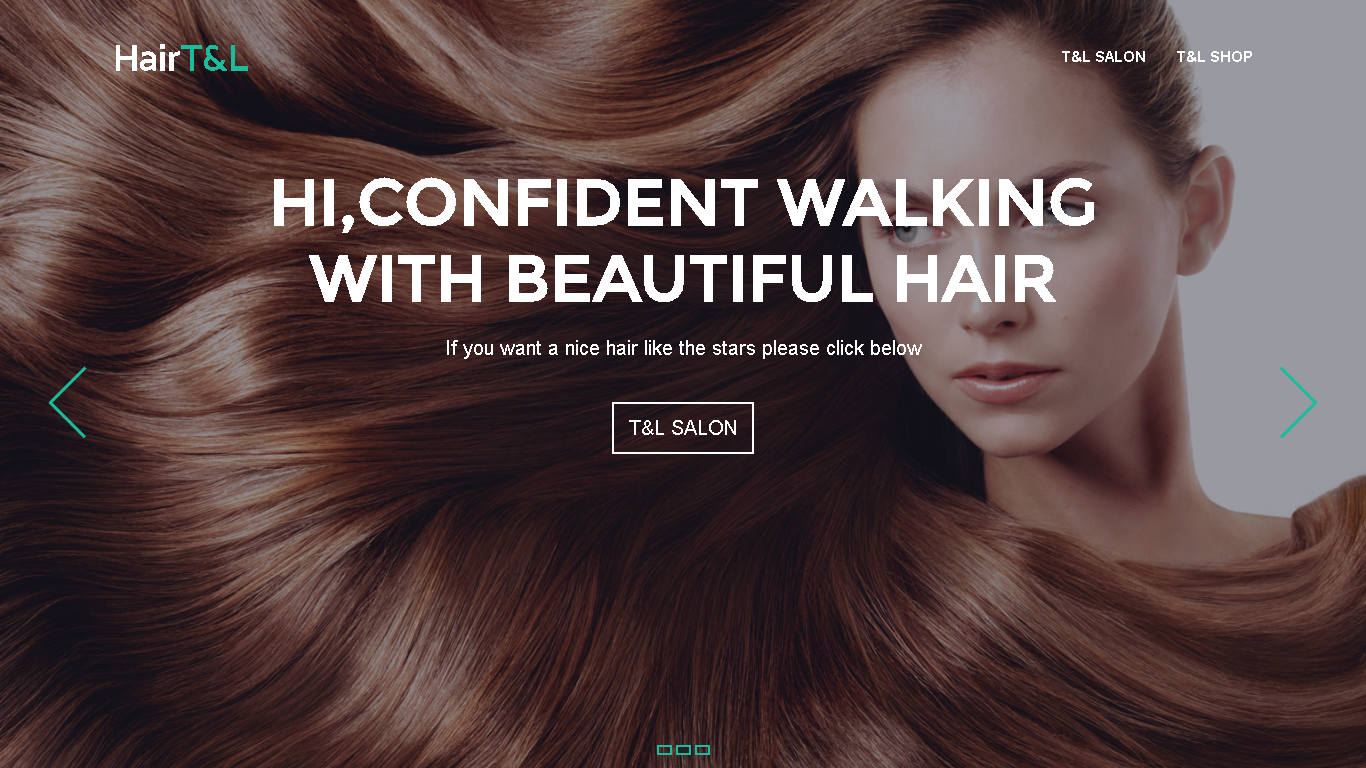 HairT&L
T&L SALON
T&L SHOP
HI,CONFIDENT WALKING
WITH BEAUTIFUL HAIR
If you want a nice hair like the stars please click below
T&L SALON